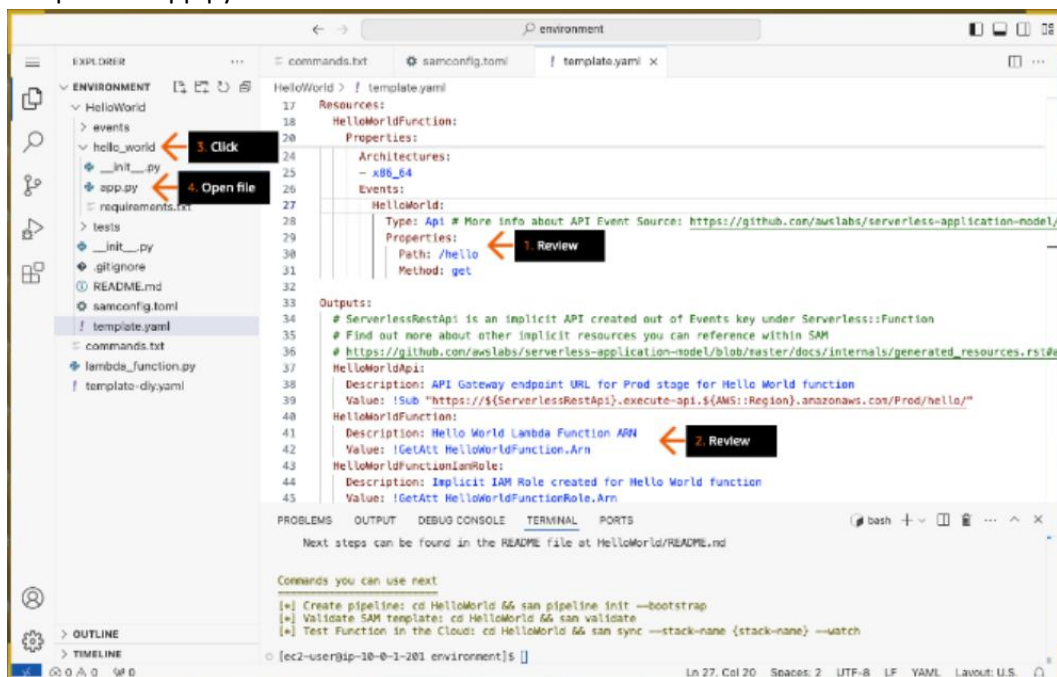 environment
EXPLORER
commands.txt
samconfig.toml
template.yaml
ENVIRONMENT
HelloWorld
events
hello_world
3. Click
__init__.py
app.py
4. Open file
requirements.txt
tests
__init__.py
.gitignore
README.md
samconfig.toml
template.yaml
commands.txt
lambda_function.py
template-diy.yaml
HelloWorld > ! template.yaml
17 Resources:
18 HelloWorldFunction:
20 Properties:
24 Architectures:
25 - x86_64
26 Events:
27 HelloWorld:
28 Type: Api # More info about API Event Source: https://github.com/awslabs/serverless-application-model/
29 Properties:
1. Review
30 Path: /hello
31 Method: get
32
33 Outputs:
34 # ServerlessRestApi is an implicit API created out of Events key under Serverless::Function
35 # Find out more about other implicit resources you can reference within SAM
36 # https://github.com/awslabs/serverless-application-model/blob/master/docs/internals/generated_resources.rst#a
37 HelloWorldApi:
38 Description: API Gateway endpoint URL for Prod stage for Hello World function
39 Value: !Sub "https://${ServerlessRestApi}.execute-api.${AWS::Region}.amazonaws.com/Prod/hello/"
40 HelloWorldFunction:
41 Description: Hello World Lambda Function ARN
2. Review
42 Value: !GetAtt HelloWorldFunction.Arn
43 HelloWorldFunctionIamRole:
44 Description: Implicit IAM Role created for Hello World function
45 Value: !GetAtt HelloWorldFunctionRole.Arn
PROBLEMS OUTPUT DEBUG CONSOLE TERMINAL PORTS
bash
Next steps can be found in the README file at HelloWorld/README.md
Commands you can use next
=========================
[*] Create pipeline: cd HelloWorld && sam pipeline init --bootstrap
[*] Validate SAM template: cd HelloWorld && sam validate
[*] Test Function in the Cloud: cd HelloWorld && sam sync --stack-name {stack-name} --watch
[ec2-user@ip-10-0-1-201 environment]$
OUTLINE
TIMELINE
0 0 0
Ln 27, Col 20 Spaces: 2 UTF-8 LF YAML Layout: U.S.